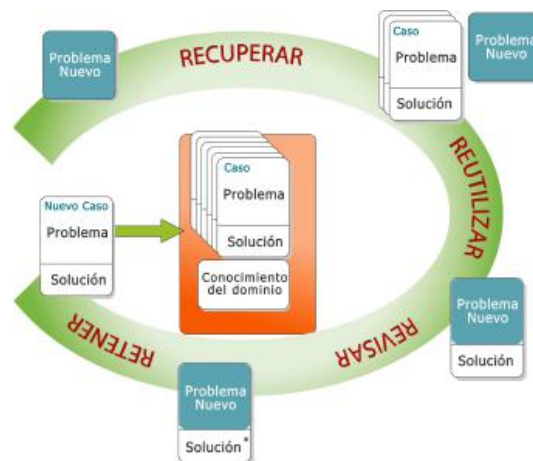 Problema
Nuevo
RECUPERAR
Caso
Problema
Solución
Problema
Nuevo
REUTILIZAR
Caso
Problema
Solución
Conocimiento
del dominio
Nuevo Caso
Problema
Solución
Problema
Nuevo
Solución
REVISAR
Problema
Nuevo
Solución*
RETENER